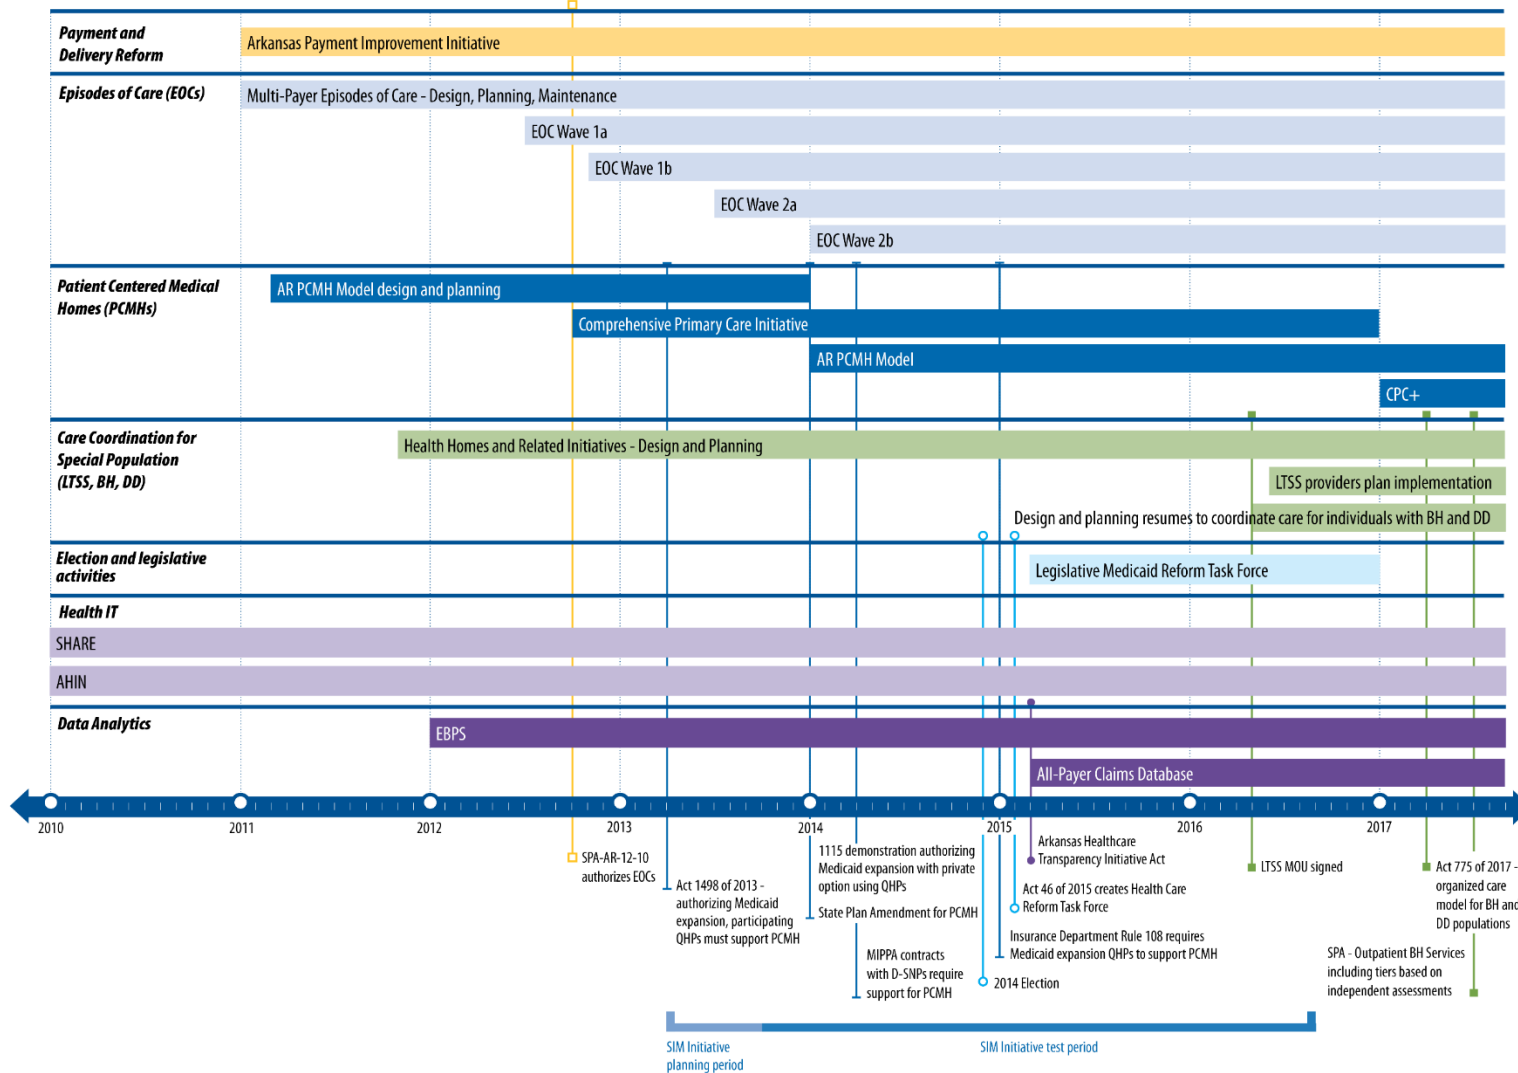 Payment and
Delivery Reform
Arkansas Payment Improvement Initiative
Episodes of Care (EOCs)
Multi-Payer Episodes of Care - Design, Planning, Maintenance
EOC Wave 1a
EOC Wave 1b
EOC Wave 2a
EOC Wave 2b
Patient Centered Medical
Homes (PCMHs)
AR PCMH Model design and planning
Comprehensive Primary Care Initiative
AR PCMH Model
CPC+
Care Coordination for
Special Population
(LTSS, BH, DD)
Health Homes and Related Initiatives - Design and Planning
LTSS providers plan implementation
Design and planning resumes to coordinate care for individuals with BH and DD
Election and legislative
activities
Legislative Medicaid Reform Task Force
Health IT
SHARE
AHIN
Data Analytics
EBPS
All-Payer Claims Database
2010
2011
2012
2013
2014
2015
2016
2017
SPA-AR-12-10
authorizes EOCs
Act 1498 of 2013 -
authorizing Medicaid
expansion, participating
QHPs must support PCMH
1115 demonstration authorizing
Medicaid expansion with private
option using QHPs
State Plan Amendment for PCMH
MIPPA contracts
with D-SNPs require
support for PCMH
2014 Election
Arkansas Healthcare
Transparency Initiative Act
Act 46 of 2015 creates Health Care
Reform Task Force
Insurance Department Rule 108 requires
Medicaid expansion QHPs to support PCMH
LTSS MOU signed
Act 775 of 2017 -
organized care
model for BH and
DD populations
SPA - Outpatient BH Services
including tiers based on
independent assessments
SIM Initiative
planning period
SIM Initiative test period